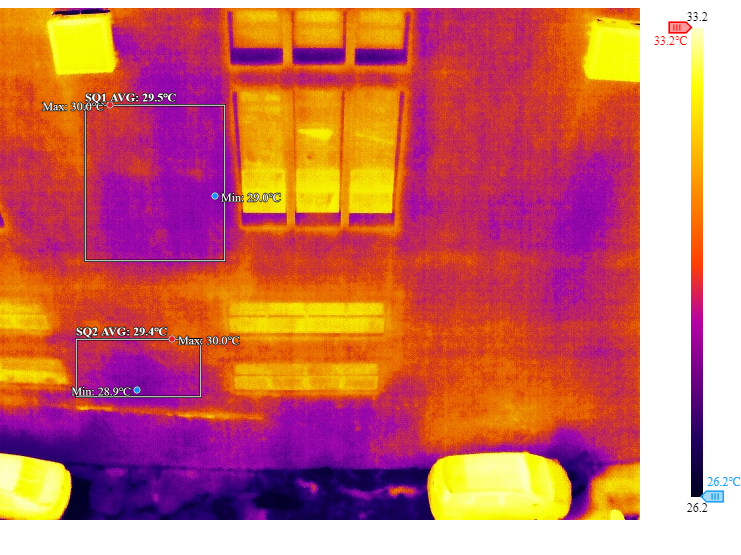 33.2
33.2℃
SQ1 AVG: 29.5℃
Max: 30.0℃
Min: 29.0℃
SQ2 AVG: 29.4℃
Max: 30.0℃
Min: 28.9℃
26.2℃
26.2